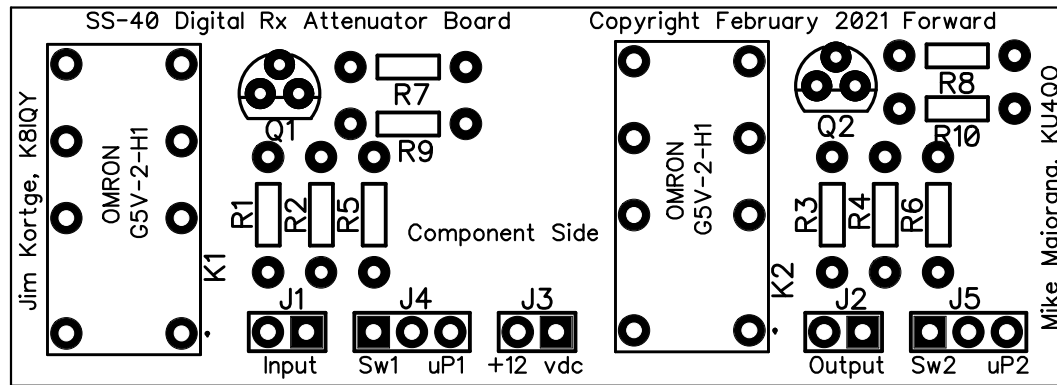 SS-40 Digital Rx Attenuator Board
Copyright February 2021 Forward
Jim Kortge, K8IQY
OMRON
G5V-2-H1
K1
Q1
R7
R9
R1
R2
R5
Component Side
J1
Input
J4
Sw1 uP1
J3
+12 vdc
OMRON
G5V-2-H1
K2
Q2
R8
R10
R3
R4
R6
J2
Output
J5
Sw2 uP2
Mike Maiorana, KU4QO